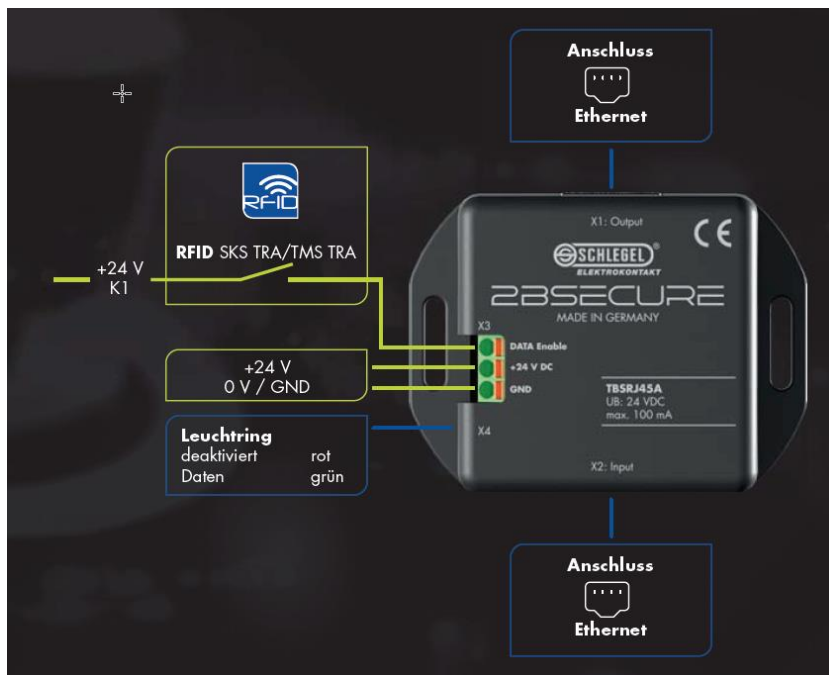 Anschluss
Ethernet
RFID
RFID SKS TRA/TMS TRA
+24 V
K1
X1: Output
CE
SCHLEGEL®
ELEKTROKONTAKT
2BSECURE
MADE IN GERMANY
X3
DATA Enable
+24 V DC
GND
+24 V
0 V / GND
TBSRJ45A
UB: 24 VDC
max. 100 mA
Leuchtring
deaktiviert rot
Daten grün
X4
X2: Input
Anschluss
Ethernet